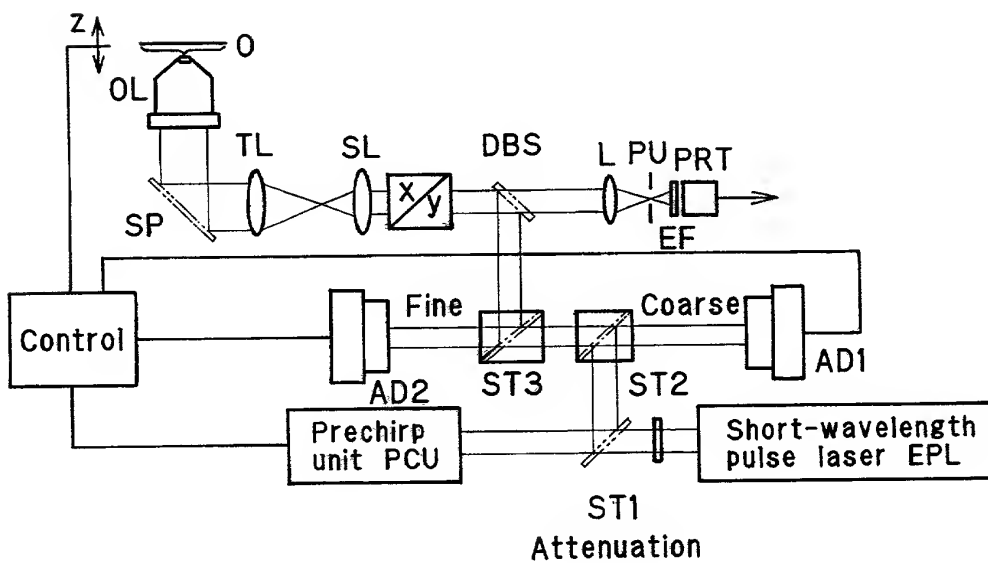 Z
O
OL
TL
SL
DBS
L
PU
PRT
SP
x
y
EF
Fine
Coarse
Control
AD2
ST3
ST2
AD1
Prechirp
unit PCU
Short-wavelength
pulse laser EPL
ST1
Attenuation